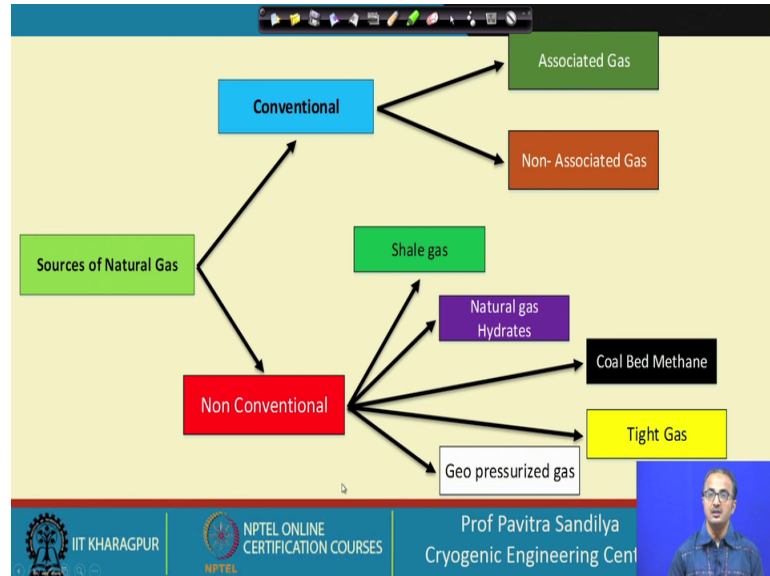 Associated Gas
Conventional
Non- Associated Gas
Sources of Natural Gas
Shale gas
Natural gas
Hydrates
Coal Bed Methane
Non Conventional
Tight Gas
Geo pressurized gas
IIT KHARAGPUR
NPTEL
NPTEL ONLINE
CERTIFICATION COURSES
Prof Pavitra Sandilya
Cryogenic Engineering Cent